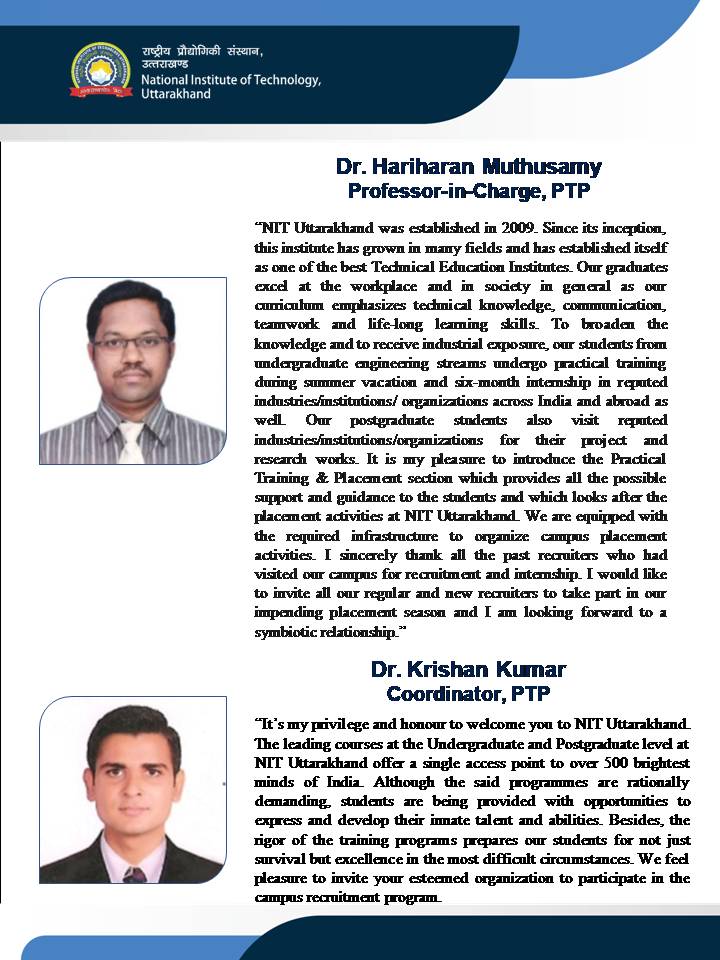 राष्ट्रीय प्रौद्योगिकी संस्थान,
उत्तराखण्ड
National Institute of Technology,
Uttarakhand
Dr. Hariharan Muthusamy
Professor-in-Charge, PTP
“NIT Uttarakhand was established in 2009. Since its inception,
this institute has grown in many fields and has established itself
as one of the best Technical Education Institutes. Our graduates
excel at the workplace and in society in general as our
curriculum emphasizes technical knowledge, communication,
teamwork and life-long learning skills. To broaden the
knowledge and to receive industrial exposure, our students from
undergraduate engineering streams undergo practical training
during summer vacation and six-month internship in reputed
industries/institutions/ organizations across India and abroad as
well. Our postgraduate students also visit reputed
industries/institutions/organizations for their project and
research works. It is my pleasure to introduce the Practical
Training & Placement section which provides all the possible
support and guidance to the students and which looks after the
placement activities at NIT Uttarakhand. We are equipped with
the required infrastructure to organize campus placement
activities. I sincerely thank all the past recruiters who had
visited our campus for recruitment and internship. I would like
to invite all our regular and new recruiters to take part in our
impending placement season and I am looking forward to a
symbiotic relationship.”
Dr. Krishan Kumar
Coordinator, PTP
“It’s my privilege and honour to welcome you to NIT Uttarakhand.
The leading courses at the Undergraduate and Postgraduate level at
NIT Uttarakhand offer a single access point to over 500 brightest
minds of India. Although the said programmes are rationally
demanding, students are being provided with opportunities to
express and develop their innate talent and abilities. Besides, the
rigor of the training programs prepares our students for not just
survival but excellence in the most difficult circumstances. We feel
pleasure to invite your esteemed organization to participate in the
campus recruitment program.